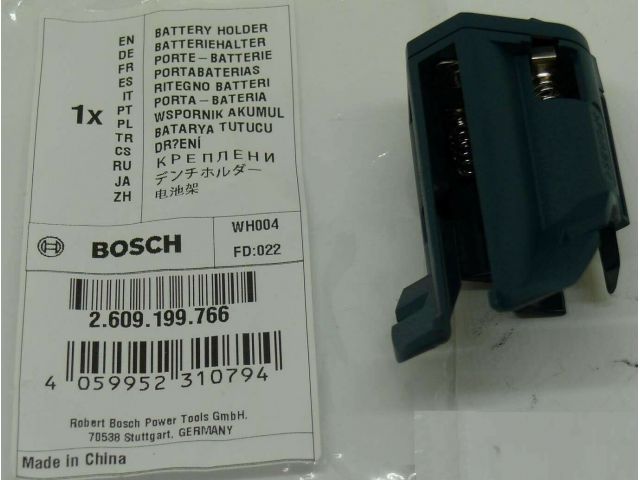 EN BATTERY HOLDER
DE BATTERIEHALTER
FR PORTE-BATTERIE
ES PORTABATERIAS
IT RITEGNO BATTERI
PT PORTA-BATERIA
PL WSPORNIK AKUMUL
TR BATARYA TUTUCU
CS DR?ENÍ
RU КРЕПЛЕНИ
JA デンチホルダー
ZH 电池架
1x
BOSCH
WH004
FD:022
2.609.199.766
4 059952 310794
Robert Bosch Power Tools GmbH,
70538 Stuttgart, GERMANY
Made in China